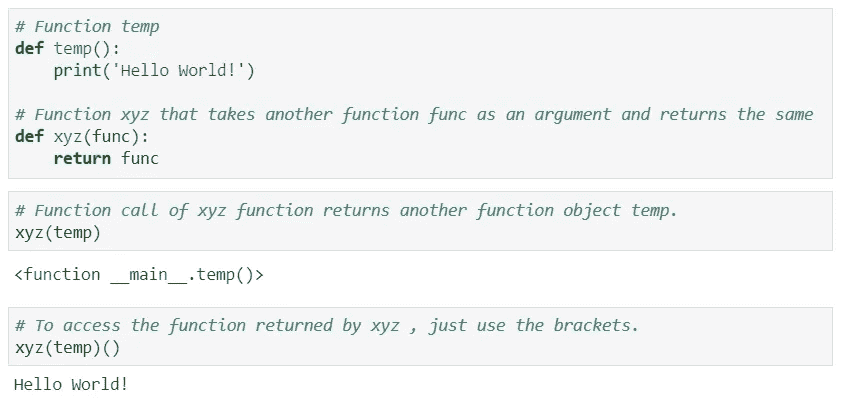 # Function temp
def temp():
    print('Hello World!')
# Function xyz that takes another function func as an argument and returns the same
def xyz(func):
    return func
# Function call of xyz function returns another function object temp.
xyz(temp)
<function __main__.temp()>
# To access the function returned by xyz , just use the brackets.
xyz(temp)()
Hello World!